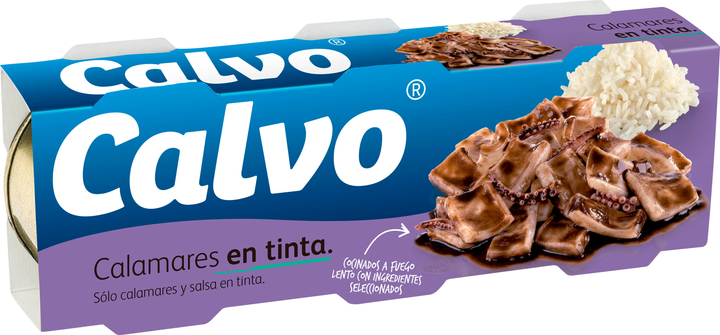 Calvo®
Calamares
en tinta.
Calvo®
Calamares en tinta.
Sólo calamares y salsa en tinta.
COCINADOS A FUEGO
LENTO CON INGREDIENTES
SELECCIONADOS